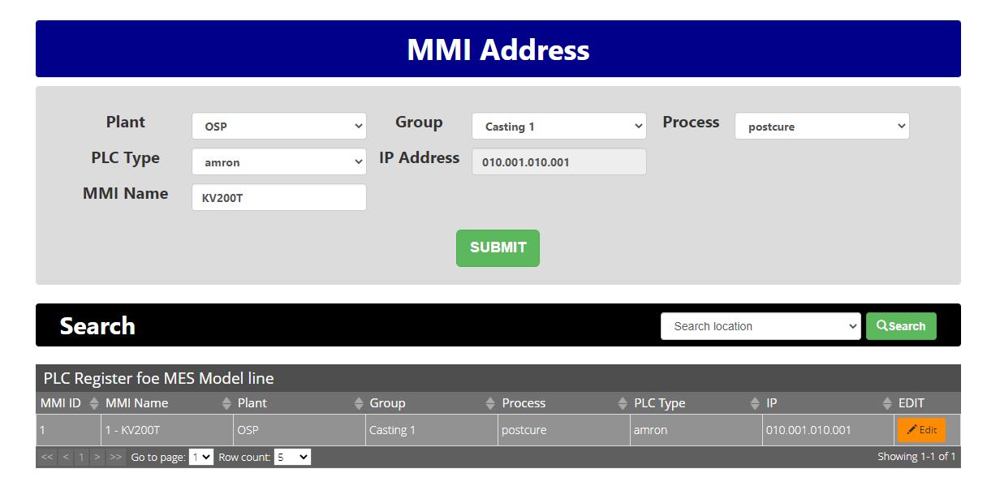 MMI Address
Plant OSP Group Casting 1 Process postcure
PLC Type amron IP Address 010.001.010.001
MMI Name KV200T
SUBMIT
Search Search location Search
PLC Register foe MES Model line
MMI ID MMI Name Plant Group Process PLC Type IP EDIT
1 1 - KV200T OSP Casting 1 postcure amron 010.001.010.001 Edit
<< < 1 > >> Go to page: 1 Row count: 5 Showing 1-1 of 1